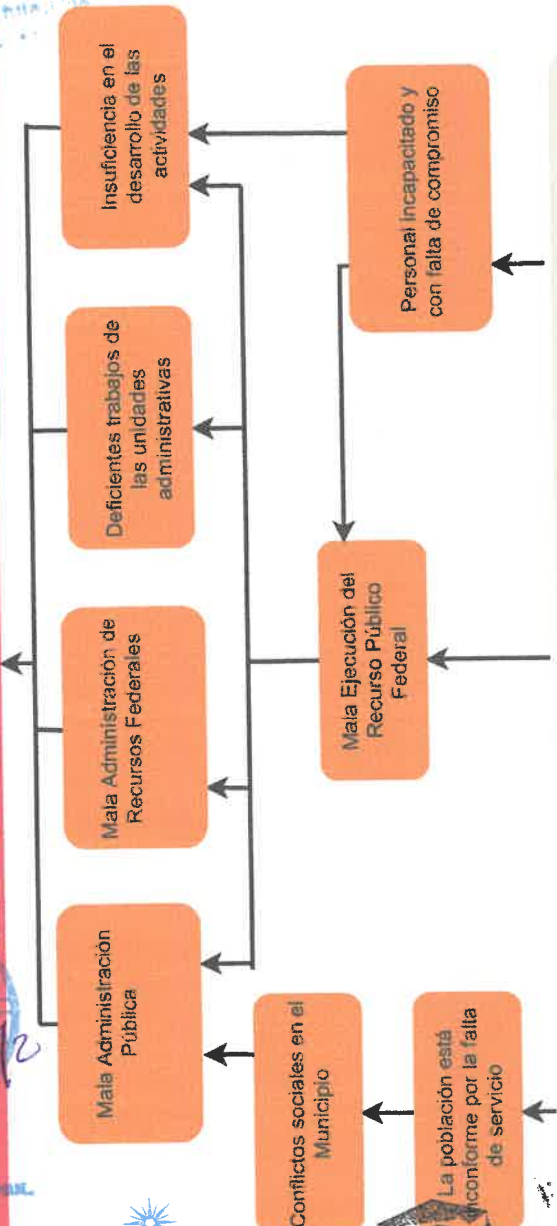 Mala Administración
Pública
Mala Administración de
Recursos Federales
Deficientes trabajos de
las unidades
administrativas
Insuficiencia en el
desarrollo de las
actividades
Conflictos sociales en el
Municipio
Mala Ejecución del
Recurso Público
Federal
Personal incapacitado y
con falta de compromiso
La población está
inconforme por la falta
de servicio